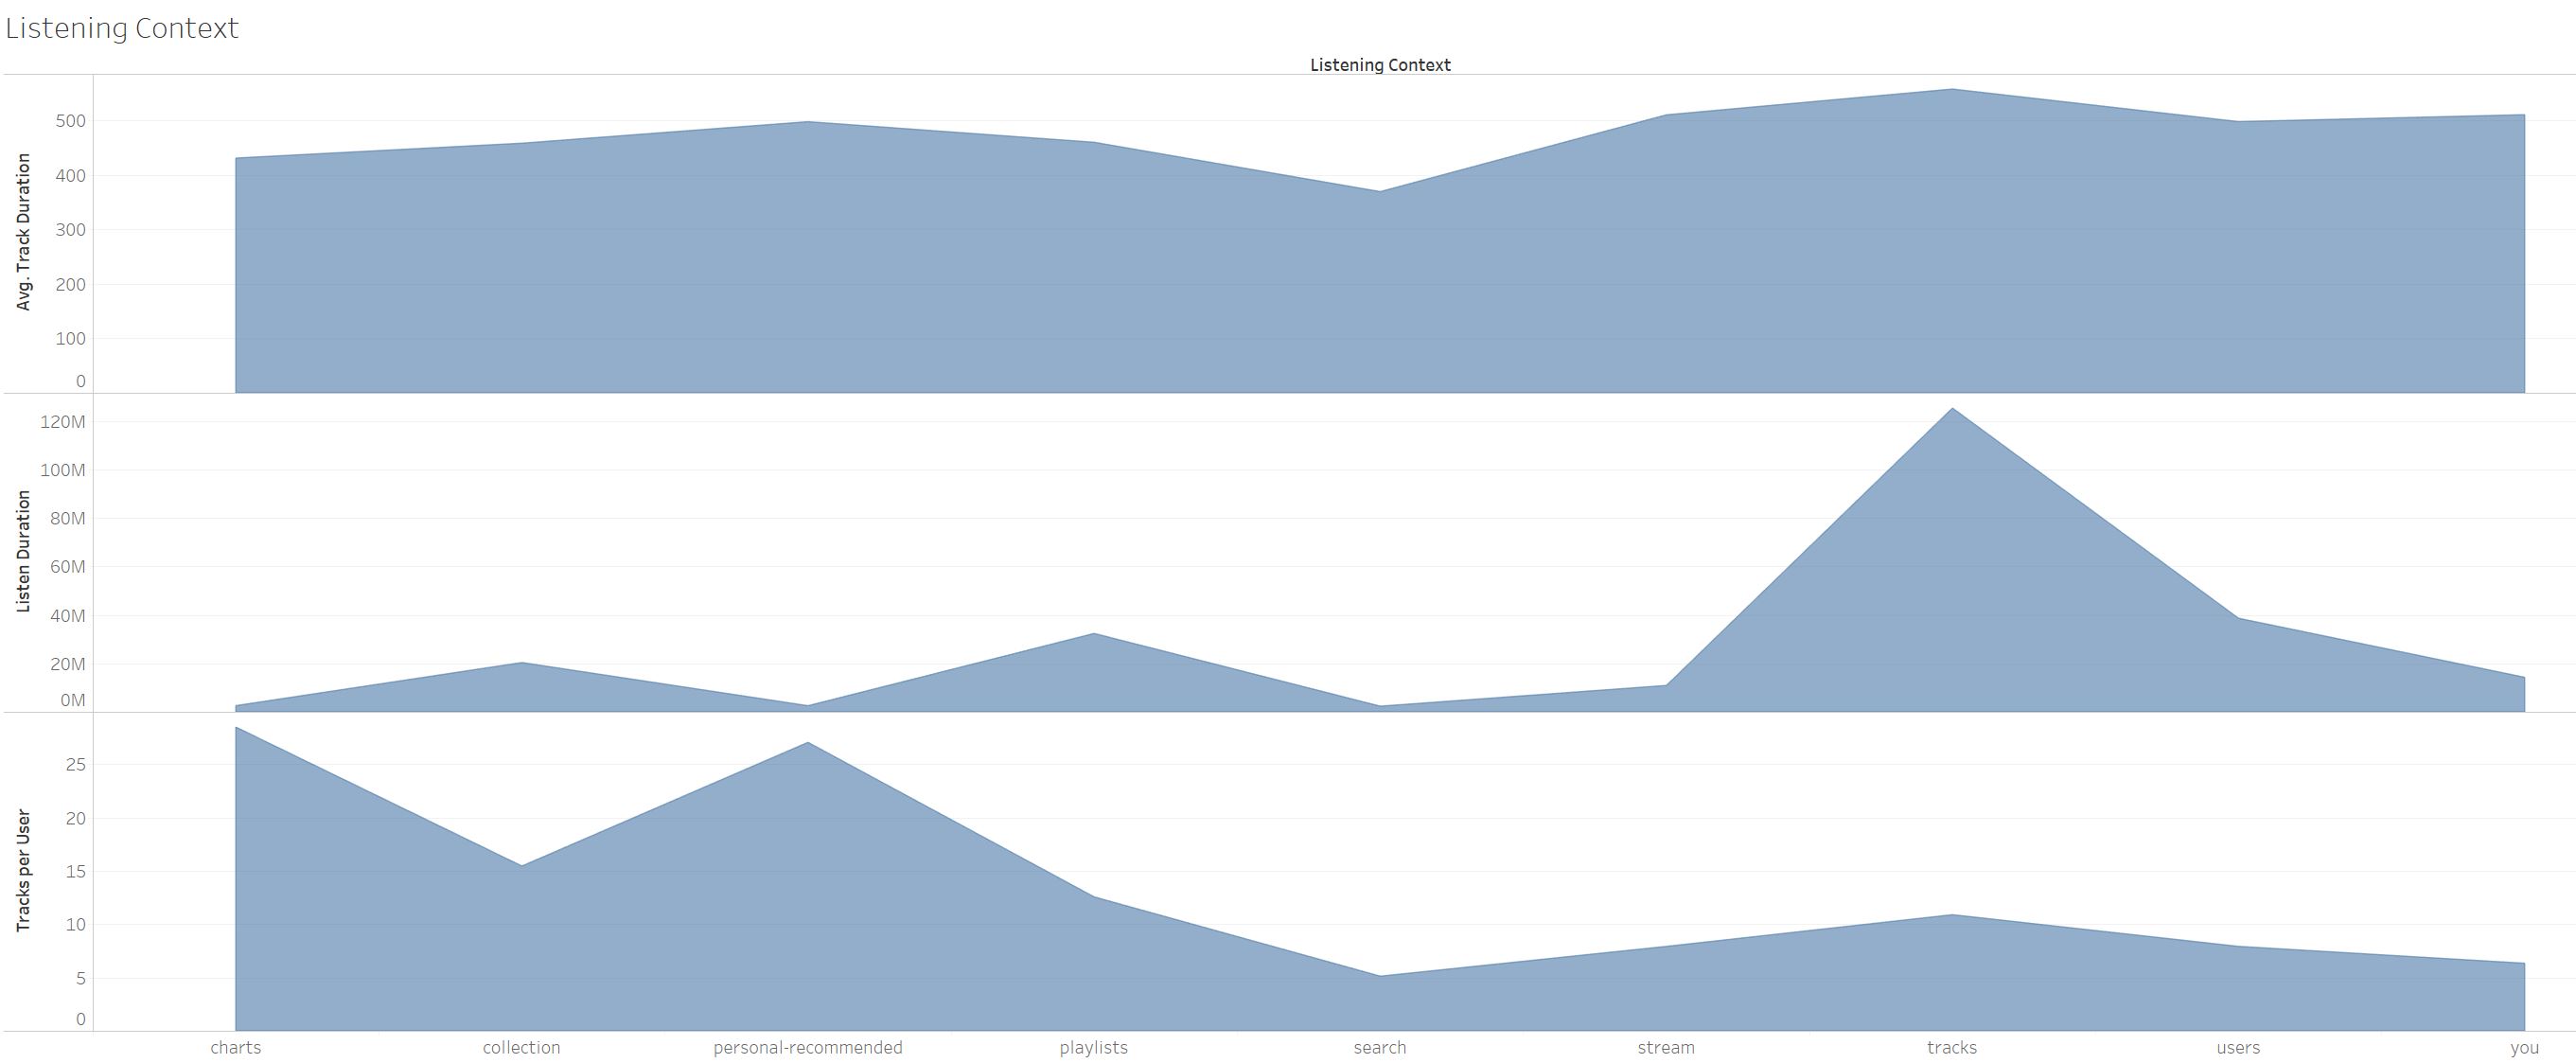 Listening Context
Listening Context
Avg. Track Duration
500
400
300
200
100
0
Listen Duration
120M
100M
80M
60M
40M
20M
0M
Tracks per User
25
20
15
10
5
0
charts collection personal-recommended playlists search stream tracks users you